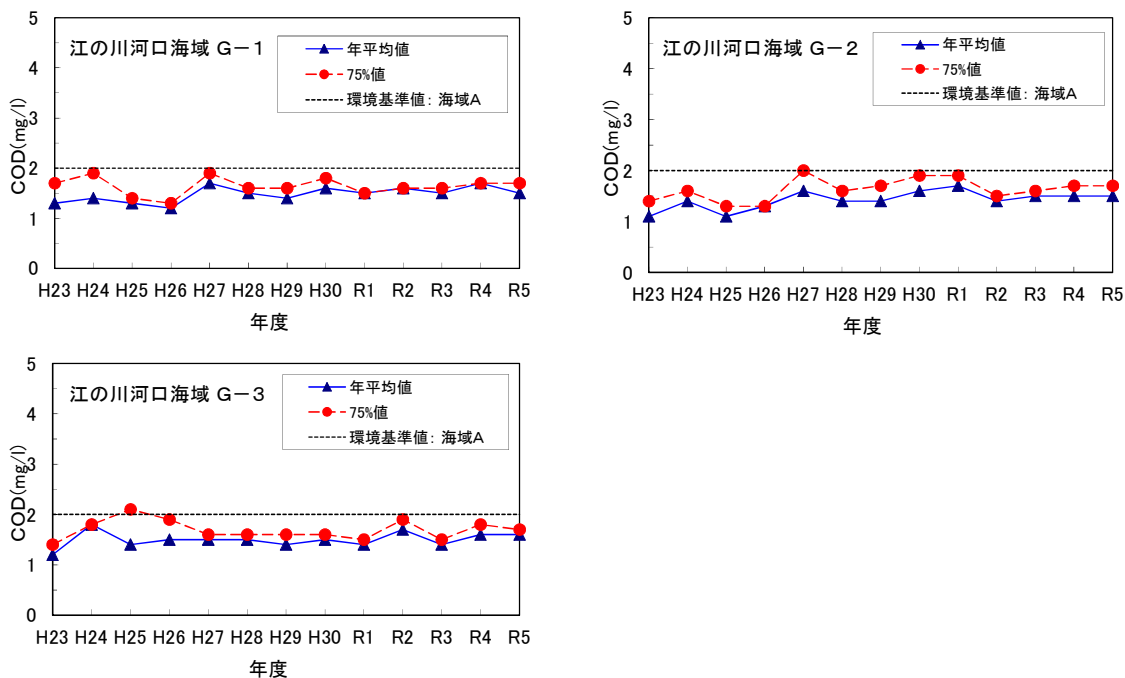 江の川河口海域 G－1
年平均値
75%値
環境基準値： 海域A
COD(mg/l)
5
4
3
2
1
0
H23 H24 H25 H26 H27 H28 H29 H30 R1 R2 R3 R4 R5
年度
江の川河口海域 G－2
年平均値
75%値
環境基準値： 海域A
COD(mg/l)
5
4
3
2
1
0
H23 H24 H25 H26 H27 H28 H29 H30 R1 R2 R3 R4 R5
年度
江の川河口海域 G－3
年平均値
75%値
環境基準値： 海域A
COD(mg/l)
5
4
3
2
1
0
H23 H24 H25 H26 H27 H28 H29 H30 R1 R2 R3 R4 R5
年度